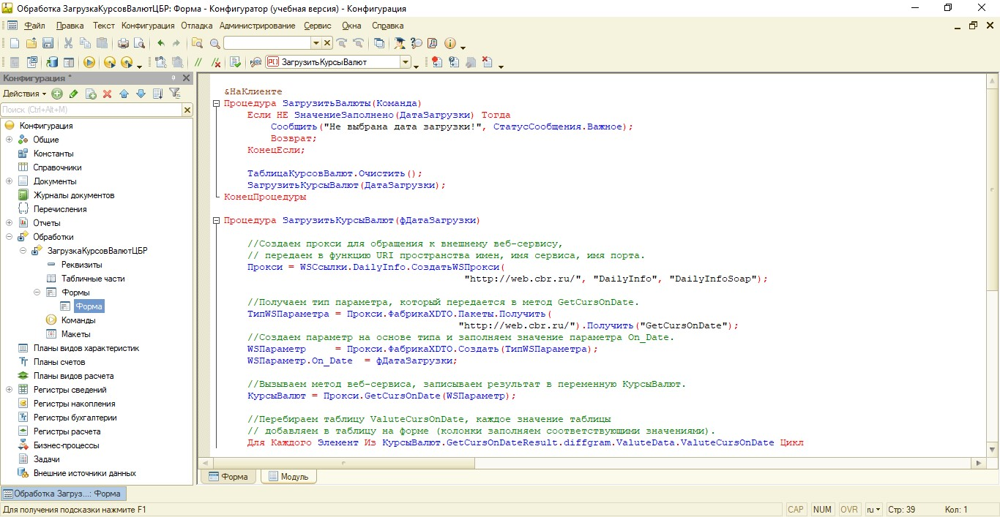 Обработка ЗагрузкаКурсовВалютЦБР: Форма - Конфигуратор (учебная версия) - Конфигурация
Файл Правка Текст Конфигурация Отладка Администрирование Сервис Окна Справка
ЗагрузитьКурсыВалют
Конфигурация *
Действия
Поиск (Ctrl+Alt+M)
Конфигурация
Общие
Константы
Справочники
Документы
Журналы документов
Перечисления
Отчеты
Обработки
ЗагрузкаКурсовВалютЦБР
Реквизиты
Табличные части
Формы
Форма
Команды
Макеты
Планы видов характеристик
Планы счетов
Планы видов расчета
Регистры сведений
Регистры накопления
Регистры бухгалтерии
Регистры расчета
Бизнес-процессы
Задачи
Внешние источники данных
&НаКлиенте
Процедура ЗагрузитьВалюты(Команда)
Если НЕ ЗначениеЗаполнено(ДатаЗагрузки) Тогда
Сообщить("Не выбрана дата загрузки!", СтатусСообщения.Важное);
Возврат;
КонецЕсли;
ТаблицаКурсовВалют.Очистить();
ЗагрузитьКурсыВалют(ДатаЗагрузки);
КонецПроцедуры
Процедура ЗагрузитьКурсыВалют(фДатаЗагрузки)
//Создаем прокси для обращения к внешнему веб-сервису,
// передаем в функцию URI пространства имен, имя сервиса, имя порта.
Прокси = WSСсылки.DailyInfo.СоздатьWSПрокси(
"http://web.cbr.ru/", "DailyInfo", "DailyInfoSoap");
//Получаем тип параметра, который передается в метод GetCursOnDate.
ТипWSПараметра = Прокси.ФабрикаXDTO.Пакеты.Получить(
"http://web.cbr.ru/").Получить("GetCursOnDate");
//Создаем параметр на основе типа и заполняем значение параметра On_Date.
WSПараметр = Прокси.ФабрикаXDTO.Создать(ТипWSПараметра);
WSПараметр.On_Date = фДатаЗагрузки;
//Вызываем метод веб-сервиса, записываем результат в переменную КурсыВалют.
КурсыВалют = Прокси.GetCursOnDate(WSПараметр);
//Перебираем таблицу ValuteCursOnDate, каждое значение таблицы
// добавляем в таблицу на форме (колонки заполняем соответствующими значениями).
Для Каждого Элемент Из КурсыВалют.GetCursOnDateResult.diffgram.ValuteData.ValuteCursOnDate Цикл
Форма Модуль
Обработка Загруз...: Форма
Для получения подсказки нажмите F1 CAP NUM OVR ru Стр: 39 Кол: 1